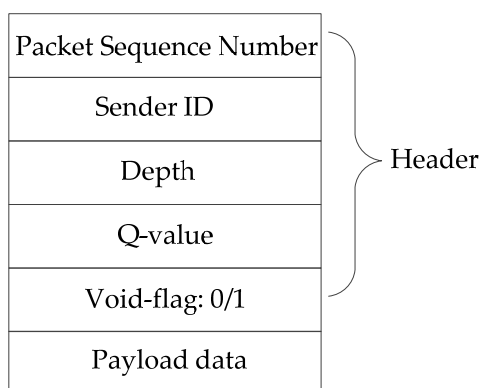 Packet Sequence Number
Sender ID
Depth
Header
Q-value
Void-flag: 0/1
Payload data